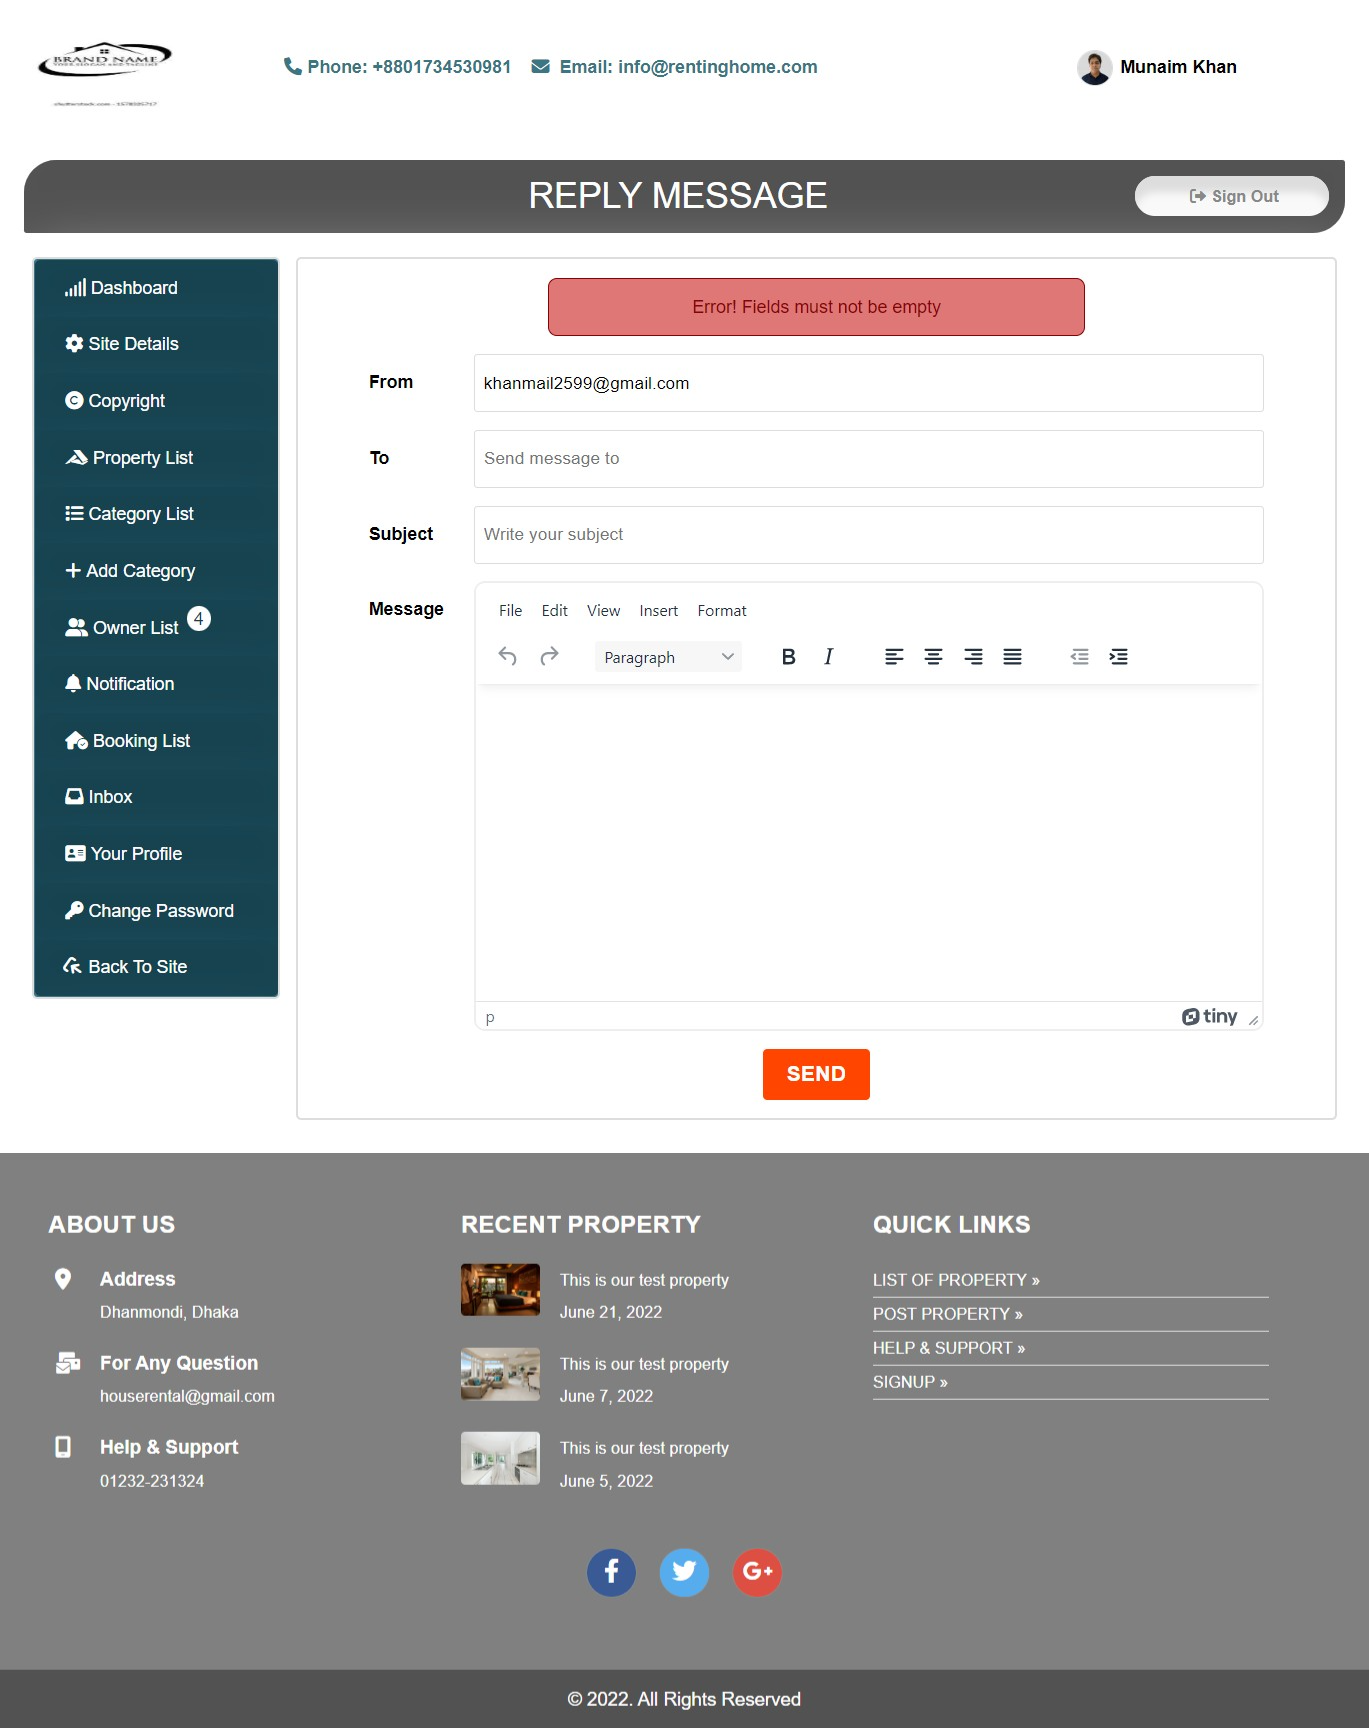 BRAND NAME
Phone: +8801734530981
Email: info@rentinghome.com
Munaim Khan
REPLY MESSAGE
Sign Out
Dashboard
Site Details
Copyright
Property List
Category List
Add Category
Owner List 4
Notification
Booking List
Inbox
Your Profile
Change Password
Back To Site
Error! Fields must not be empty
From
khanmail2599@gmail.com
To
Send message to
Subject
Write your subject
Message
File Edit View Insert Format
Paragraph B I
p
tiny
SEND
ABOUT US
Address
Dhanmondi, Dhaka
For Any Question
houserental@gmail.com
Help & Support
01232-231324
RECENT PROPERTY
This is our test property
June 21, 2022
This is our test property
June 7, 2022
This is our test property
June 5, 2022
QUICK LINKS
LIST OF PROPERTY »
POST PROPERTY »
HELP & SUPPORT »
SIGNUP »
© 2022. All Rights Reserved